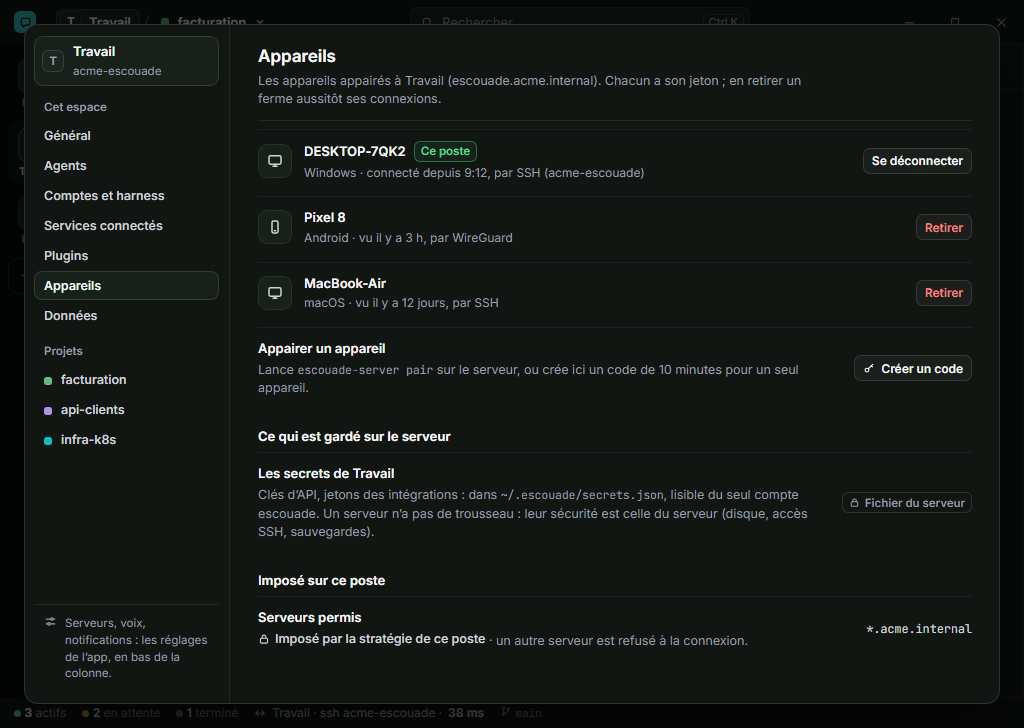 T Travail / facturation
Rechercher Ctrl K
T Travail
acme-escouade
Cet espace
Général
Agents
Comptes et harness
Services connectés
Plugins
Appareils
Données
Projets
facturation
api-clients
infra-k8s
Serveurs, voix,
notifications : les réglages
de l’app, en bas de la
colonne.
Appareils
Les appareils appairés à Travail (escouade.acme.internal). Chacun a son jeton ; en retirer un
ferme aussitôt ses connexions.
DESKTOP-7QK2 Ce poste
Windows · connecté depuis 9:12, par SSH (acme-escouade)
Se déconnecter
Pixel 8
Android · vu il y a 3 h, par WireGuard
Retirer
MacBook-Air
macOS · vu il y a 12 jours, par SSH
Retirer
Appairer un appareil
Lance escouade-server pair sur le serveur, ou crée ici un code de 10 minutes pour un seul
appareil.
Créer un code
Ce qui est gardé sur le serveur
Les secrets de Travail
Clés d’API, jetons des intégrations : dans ~/.escouade/secrets.json, lisible du seul compte
escouade. Un serveur n’a pas de trousseau : leur sécurité est celle du serveur (disque, accès
SSH, sauvegardes).
Fichier du serveur
Imposé sur ce poste
Serveurs permis
Imposé par la stratégie de ce poste · un autre serveur est refusé à la connexion.
*.acme.internal
3 actifs 2 en attente 1 terminé Travail · ssh acme-escouade · 38 ms main